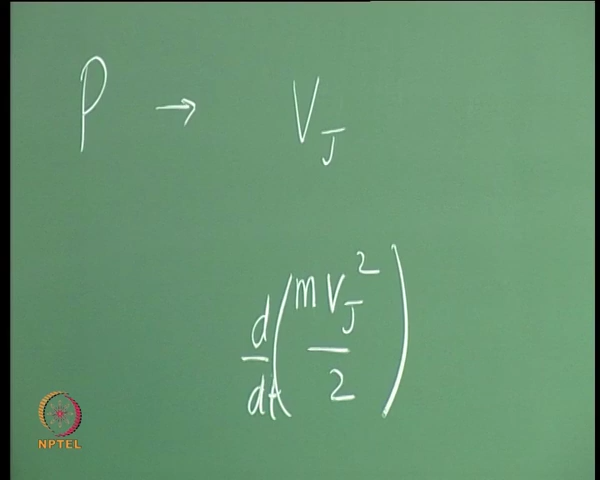 P → V_J
d/dt (m V_J^2 / 2)
NPTEL